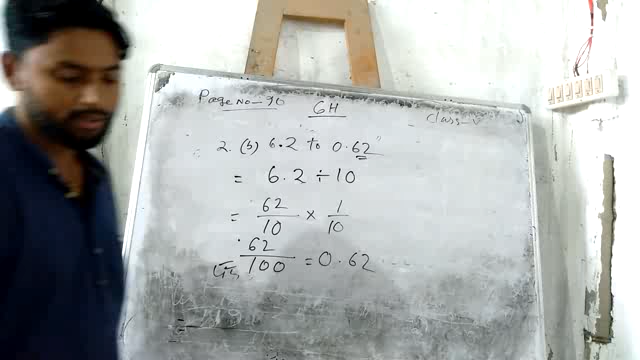 Page No-90
6H
Class-V
2. (b) 6.2 to 0.62
= 6.2 ÷ 10
= 62/10 × 1/10
= 62/100 = 0.62